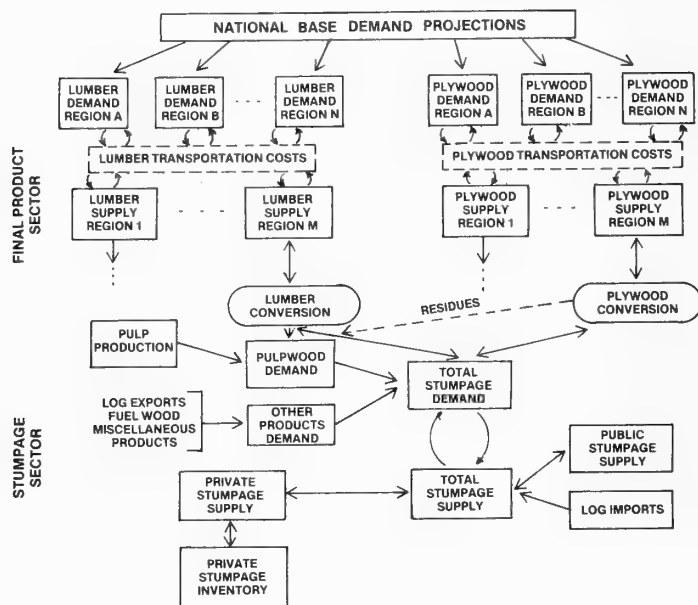 NATIONAL BASE DEMAND PROJECTIONS
LUMBER
DEMAND
REGION A
LUMBER
DEMAND
REGION B
LUMBER
DEMAND
REGION N
PLYWOOD
DEMAND
REGION A
PLYWOOD
DEMAND
REGION B
PLYWOOD
DEMAND
REGION N
LUMBER TRANSPORTATION COSTS
PLYWOOD TRANSPORTATION COSTS
FINAL PRODUCT
SECTOR
LUMBER
SUPPLY
REGION 1
LUMBER
SUPPLY
REGION M
PLYWOOD
SUPPLY
REGION 1
PLYWOOD
SUPPLY
REGION M
LUMBER
CONVERSION
RESIDUES
PLYWOOD
CONVERSION
PULP
PRODUCTION
PULPWOOD
DEMAND
TOTAL
STUMPAGE
DEMAND
LOG EXPORTS
FUEL WOOD
MISCELLANEOUS
PRODUCTS
OTHER
PRODUCTS
DEMAND
STUMPAGE
SECTOR
PUBLIC
STUMPAGE
SUPPLY
PRIVATE
STUMPAGE
SUPPLY
TOTAL
STUMPAGE
SUPPLY
LOG IMPORTS
PRIVATE
STUMPAGE
INVENTORY